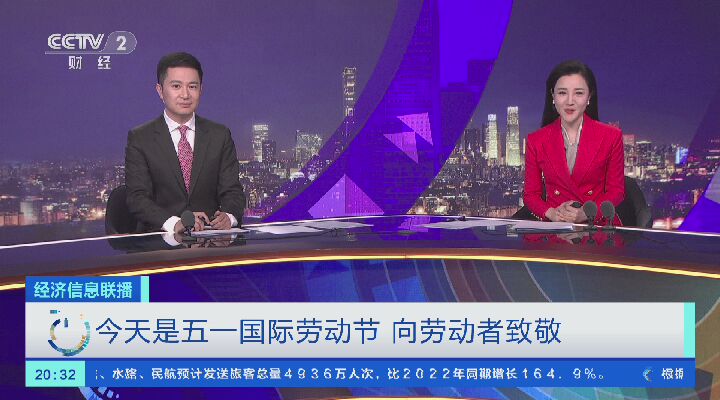 CCTV 2
财经
经济信息联播
今天是五一国际劳动节 向劳动者致敬
20:32
、水路、民航预计发送旅客总量4936万人次，比2022年同期增长164．9%。
根据